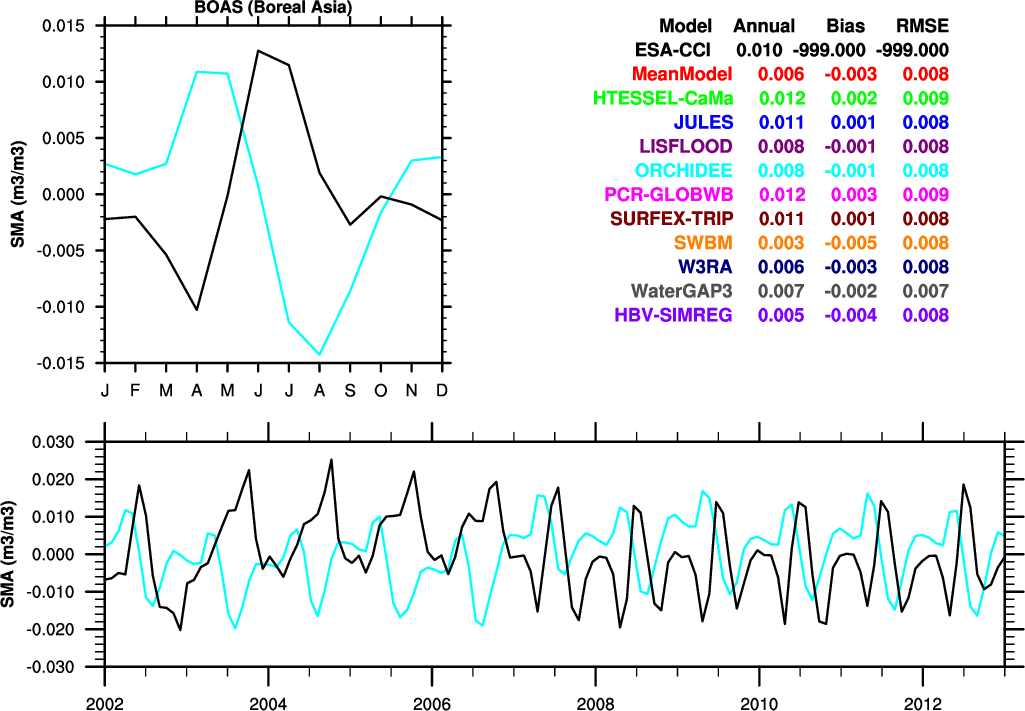 BOAS (Boreal Asia)
0.015
0.010
0.005
0.000
-0.005
-0.010
-0.015
SMA (m3/m3)
J F M A M J J A S O N D
Model Annual Bias RMSE
ESA-CCI 0.010 -999.000 -999.000
MeanModel 0.006 -0.003 0.008
HTESSEL-CaMa 0.012 0.002 0.009
JULES 0.011 0.001 0.008
LISFLOOD 0.008 -0.001 0.008
ORCHIDEE 0.008 -0.001 0.008
PCR-GLOBWB 0.012 0.003 0.009
SURFEX-TRIP 0.011 0.001 0.008
SWBM 0.003 -0.005 0.008
W3RA 0.006 -0.003 0.008
WaterGAP3 0.007 -0.002 0.007
HBV-SIMREG 0.005 -0.004 0.008
0.030
0.020
0.010
0.000
-0.010
-0.020
-0.030
SMA (m3/m3)
2002 2004 2006 2008 2010 2012